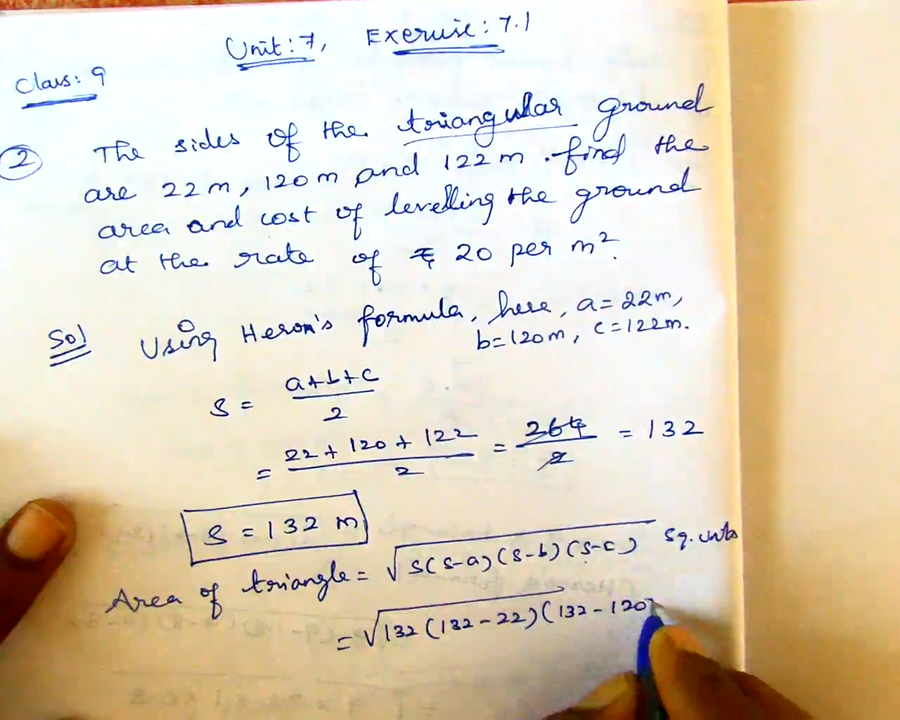 Unit: 7, Exercise: 7.1
Class: 9
② The sides of the triangular ground
are 22 m, 120 m and 122 m. find the
area and cost of levelling the ground
at the rate of ₹ 20 per m².
Sol Using Heron's formula, here, a = 22m,
b = 120m, c = 122m.
S = a+b+c / 2
= 22 + 120 + 122 / 2 = 264 / 2 = 132
S = 132 m
Area of triangle = √S(S-a)(S-b)(S-c) Sq. units
= √132 (132 - 22) (132 - 120)